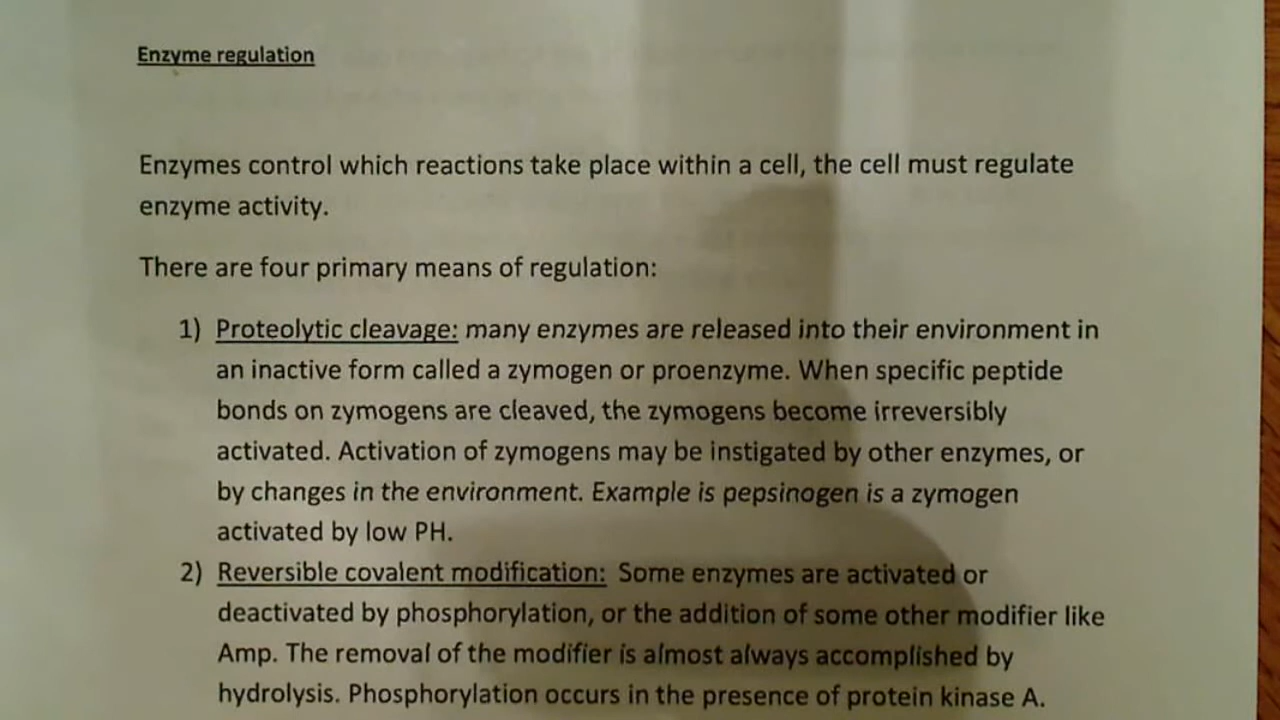 Enzyme regulation
Enzymes control which reactions take place within a cell, the cell must regulate
enzyme activity.
There are four primary means of regulation:
1) Proteolytic cleavage: many enzymes are released into their environment in
an inactive form called a zymogen or proenzyme. When specific peptide
bonds on zymogens are cleaved, the zymogens become irreversibly
activated. Activation of zymogens may be instigated by other enzymes, or
by changes in the environment. Example is pepsinogen is a zymogen
activated by low PH.
2) Reversible covalent modification: Some enzymes are activated or
deactivated by phosphorylation, or the addition of some other modifier like
Amp. The removal of the modifier is almost always accomplished by
hydrolysis. Phosphorylation occurs in the presence of protein kinase A.